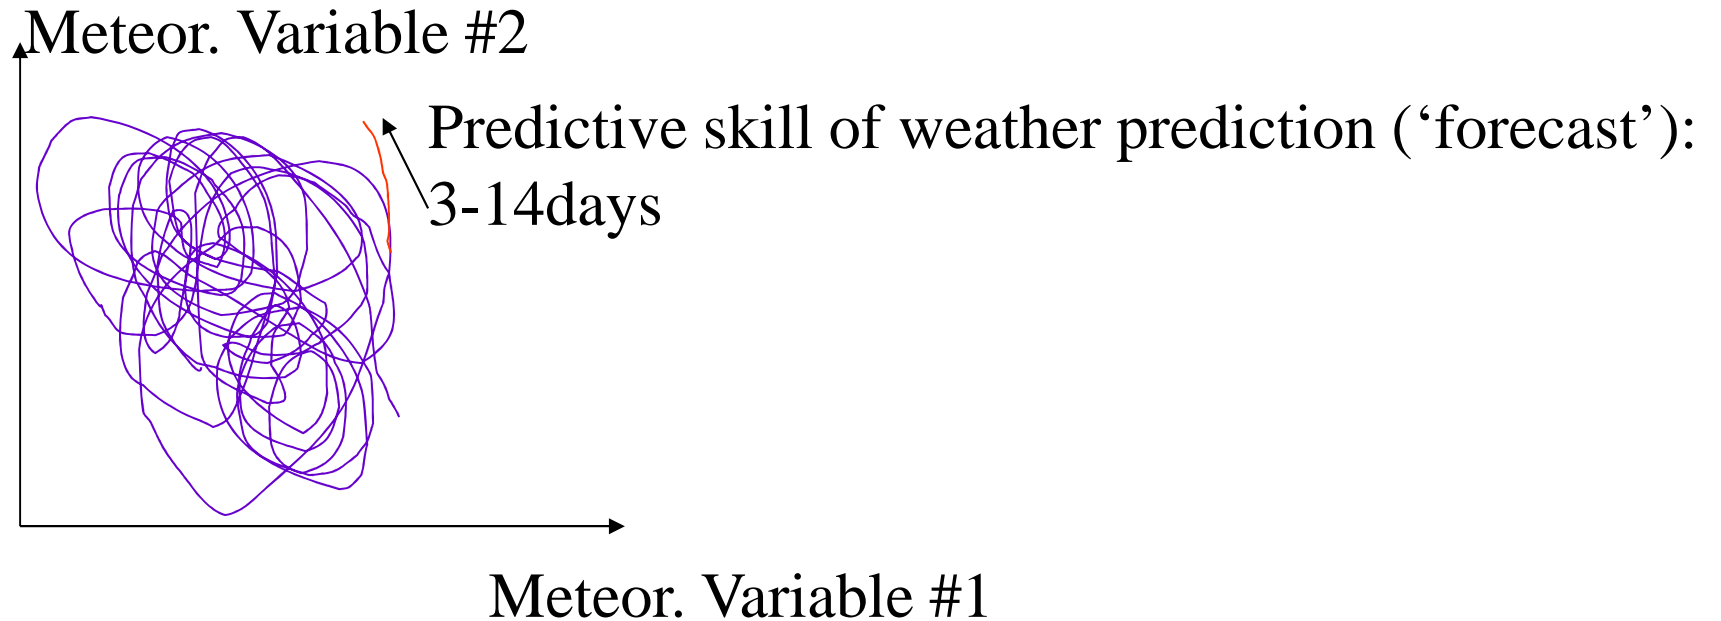 Meteor. Variable #2
Predictive skill of weather prediction (‘forecast’):
3-14days
Meteor. Variable #1